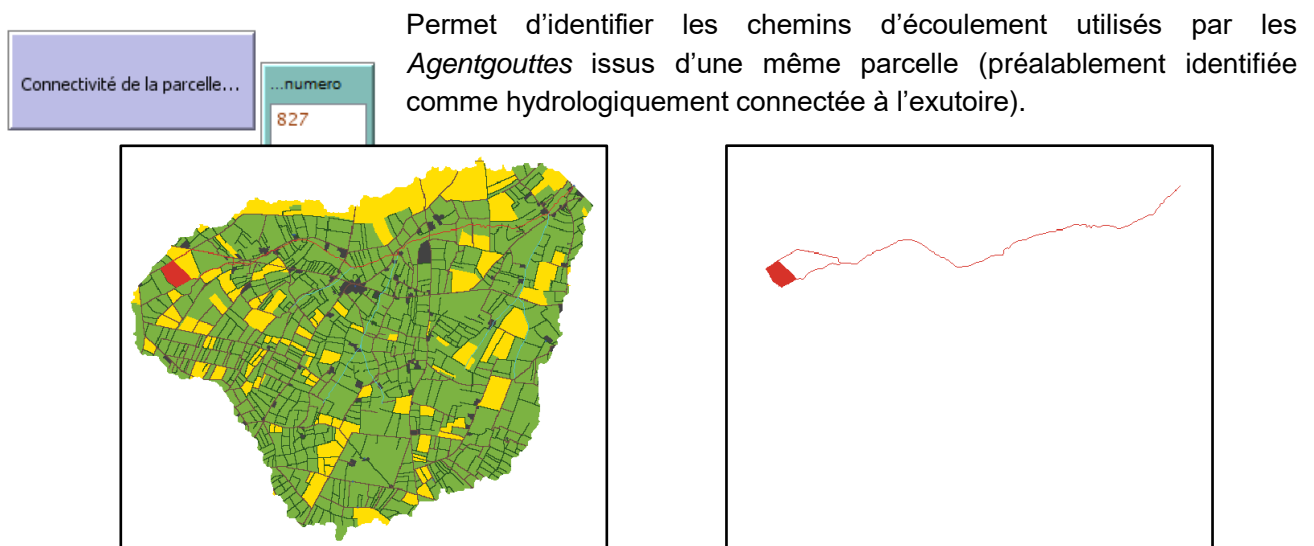 Permet d’identifier les chemins d’écoulement utilisés par les
Agentgouttes issus d’une même parcelle (préalablement identifiée
comme hydrologiquement connectée à l’exutoire).
Connectivité de la parcelle...
...numero
827